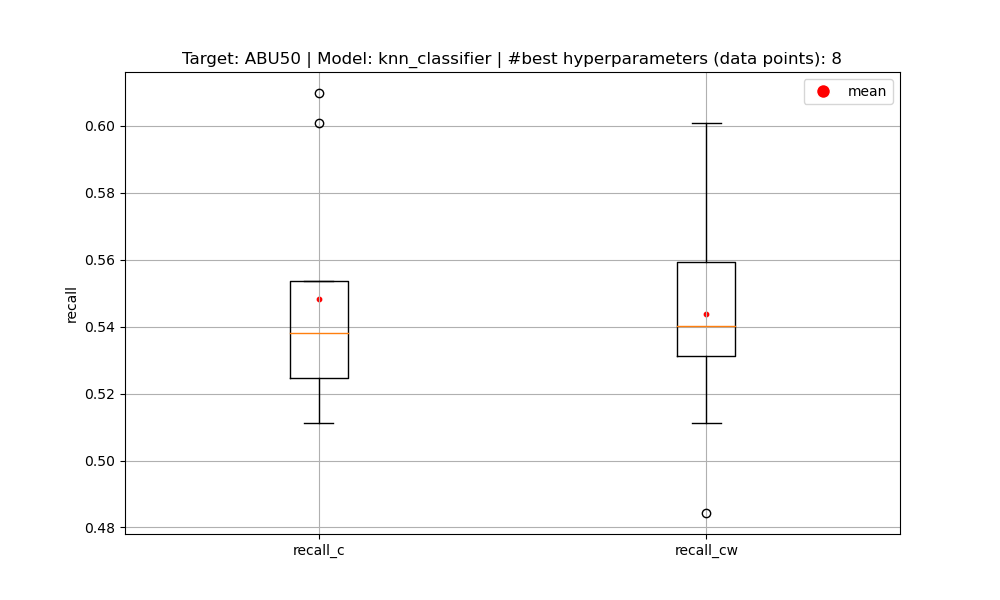 Target: ABU50 | Model: knn_classifier | #best hyperparameters (data points): 8
mean
0.60
0.58
0.56
0.54
0.52
0.50
0.48
recall
recall_c
recall_cw